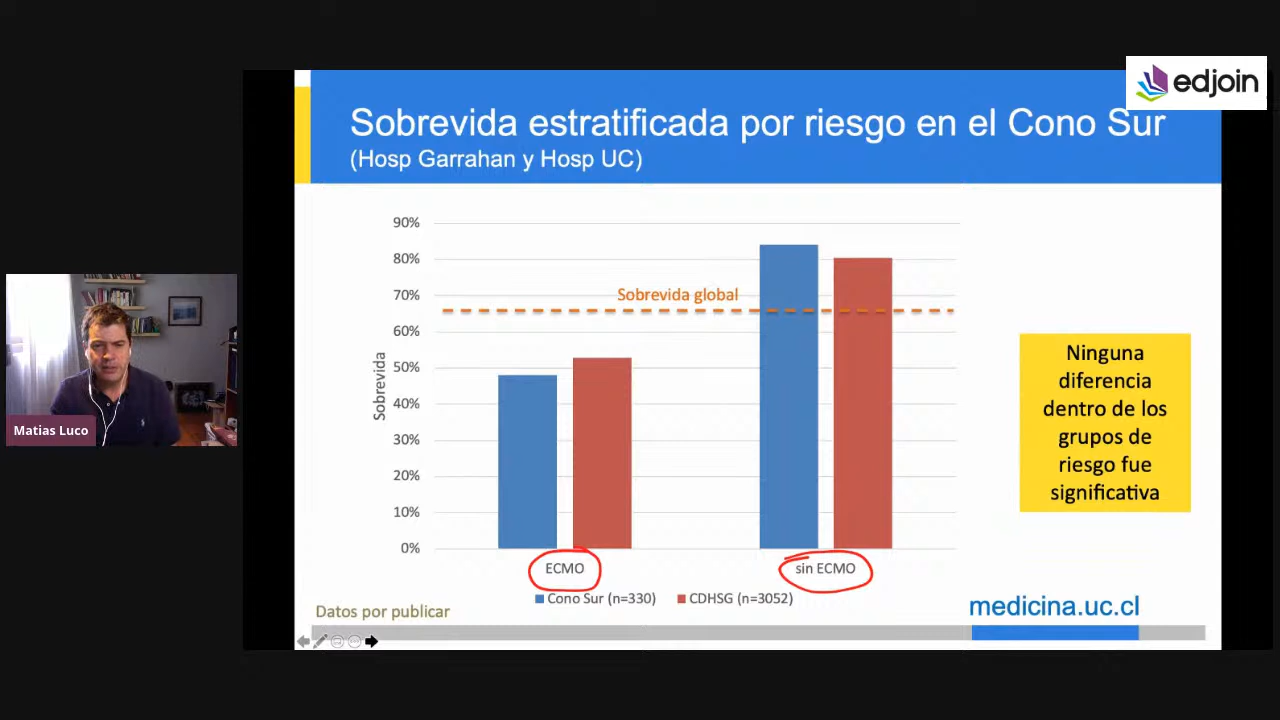 edjoin
Sobrevida estratificada por riesgo en el Cono Sur
(Hosp Garrahan y Hosp UC)
90%
80%
70%
60%
50%
40%
30%
20%
10%
0%
Sobrevida
Sobrevida global
ECMO
sin ECMO
Cono Sur (n=330)
CDHSG (n=3052)
Ninguna
diferencia
dentro de los
grupos de
riesgo fue
significativa
Datos por publicar
medicina.uc.cl
Matias Luco